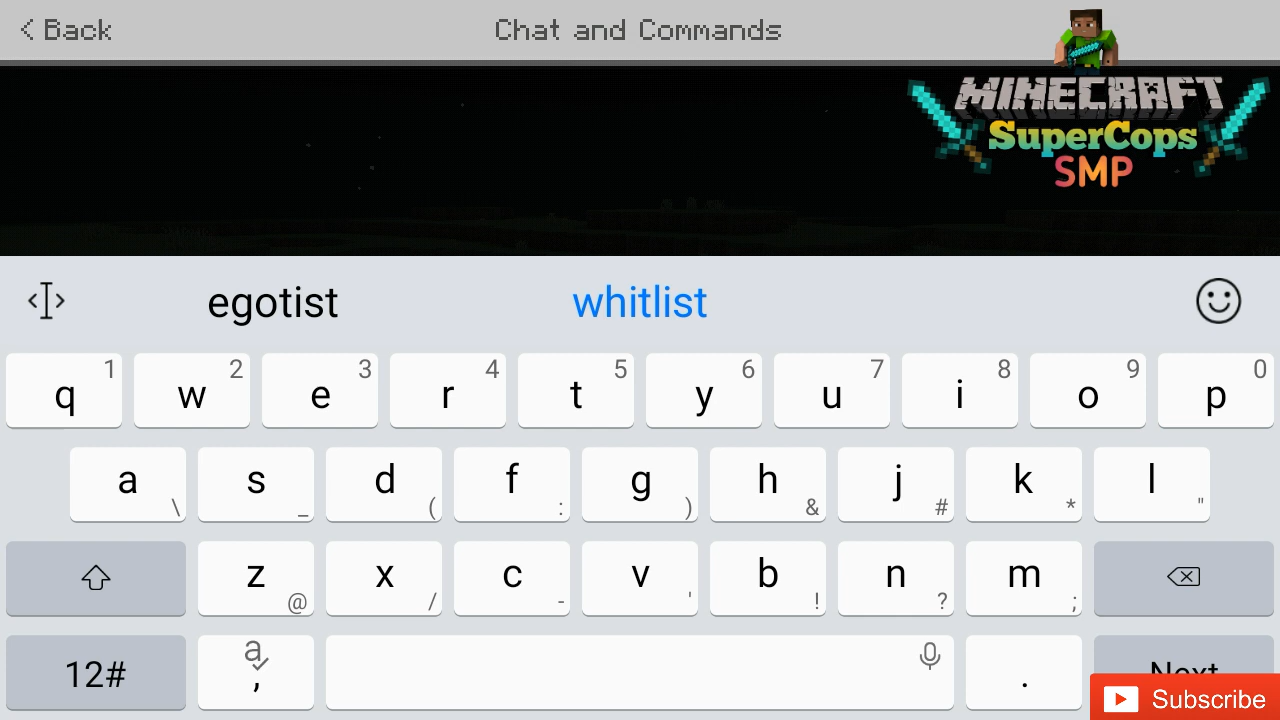 < Back
Chat and Commands
MINECRAFT
SuperCops
SMP
egotist whitlist
1 2 3 4 5 6 7 8 9 0
q w e r t y u i o p
a s d f g h j k l
\ _ ( : ) & # * "
z x c v b n m
@ / - ' ! ? ;
12# a , . Next
Subscribe